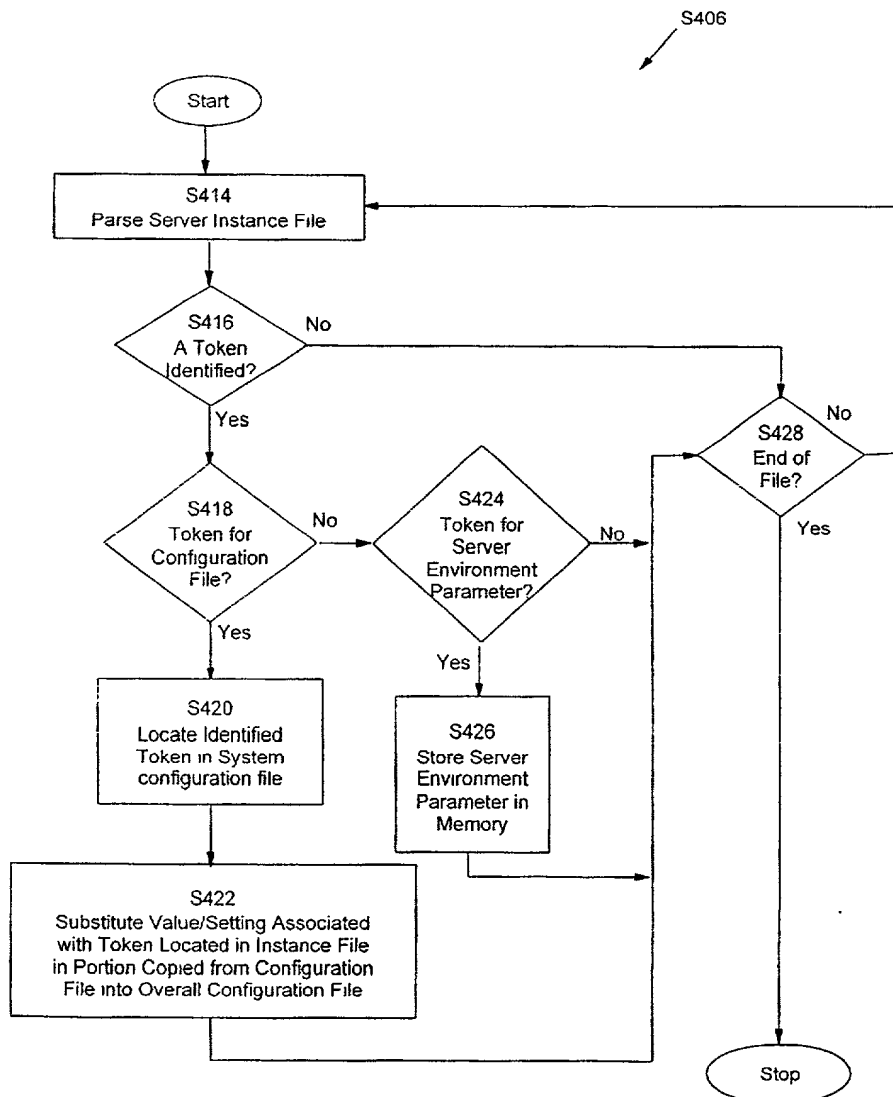 S406
Start
S414
Parse Server Instance File
S416
A Token
Identified?
No
Yes
S428
End of
File?
No
Yes
S418
Token for
Configuration
File?
No
Yes
S424
Token for
Server
Environment
Parameter?
No
Yes
S420
Locate Identified
Token in System
configuration file
S426
Store Server
Environment
Parameter in
Memory
S422
Substitute Value/Setting Associated
with Token Located in Instance File
in Portion Copied from Configuration
File into Overall Configuration File
Stop